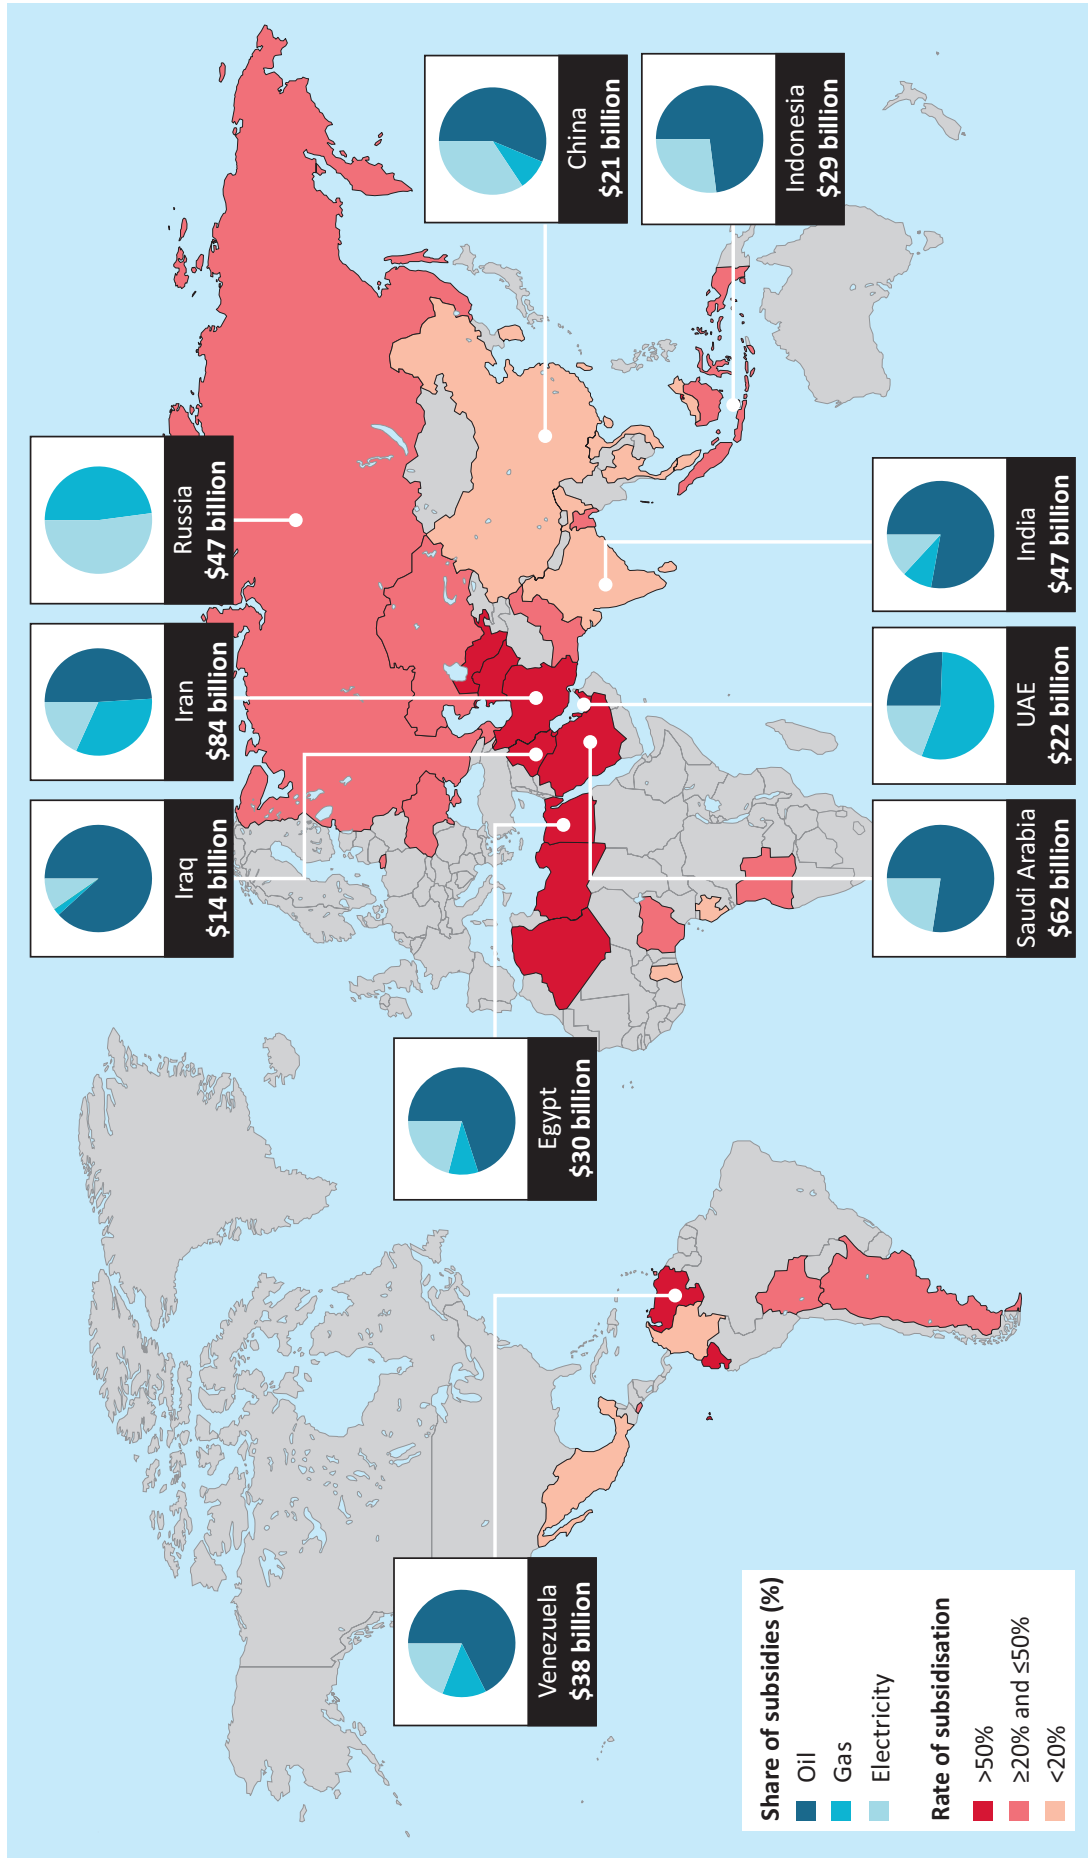 Iraq
$14 billion
Iran
$84 billion
Russia
$47 billion
China
$21 billion
Venezuela
$38 billion
Egypt
$30 billion
Indonesia
$29 billion
Share of subsidies (%)
Oil
Gas
Electricity
Rate of subsidisation
>50%
≥20% and ≤50%
<20%
Saudi Arabia
$62 billion
UAE
$22 billion
India
$47 billion